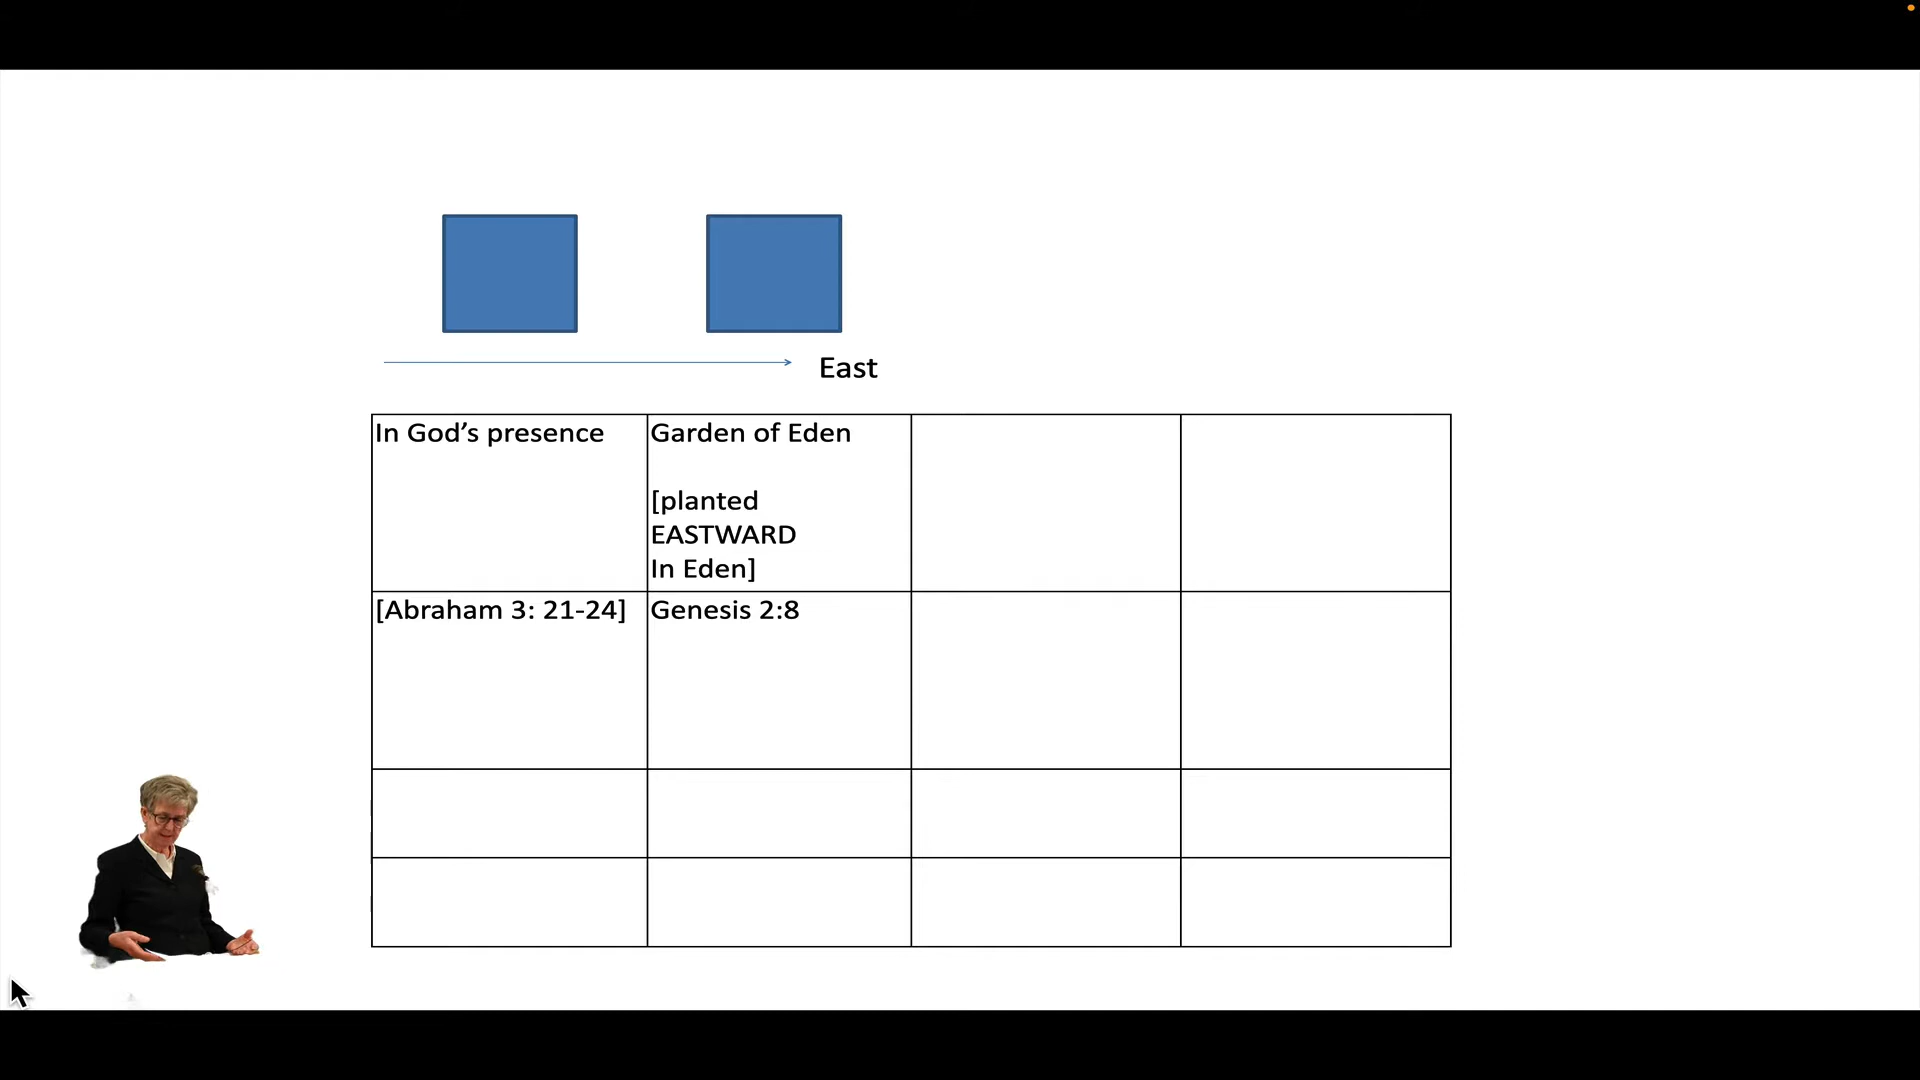 East
In God’s presence
Garden of Eden
[planted
EASTWARD
In Eden]
[Abraham 3: 21-24]
Genesis 2:8